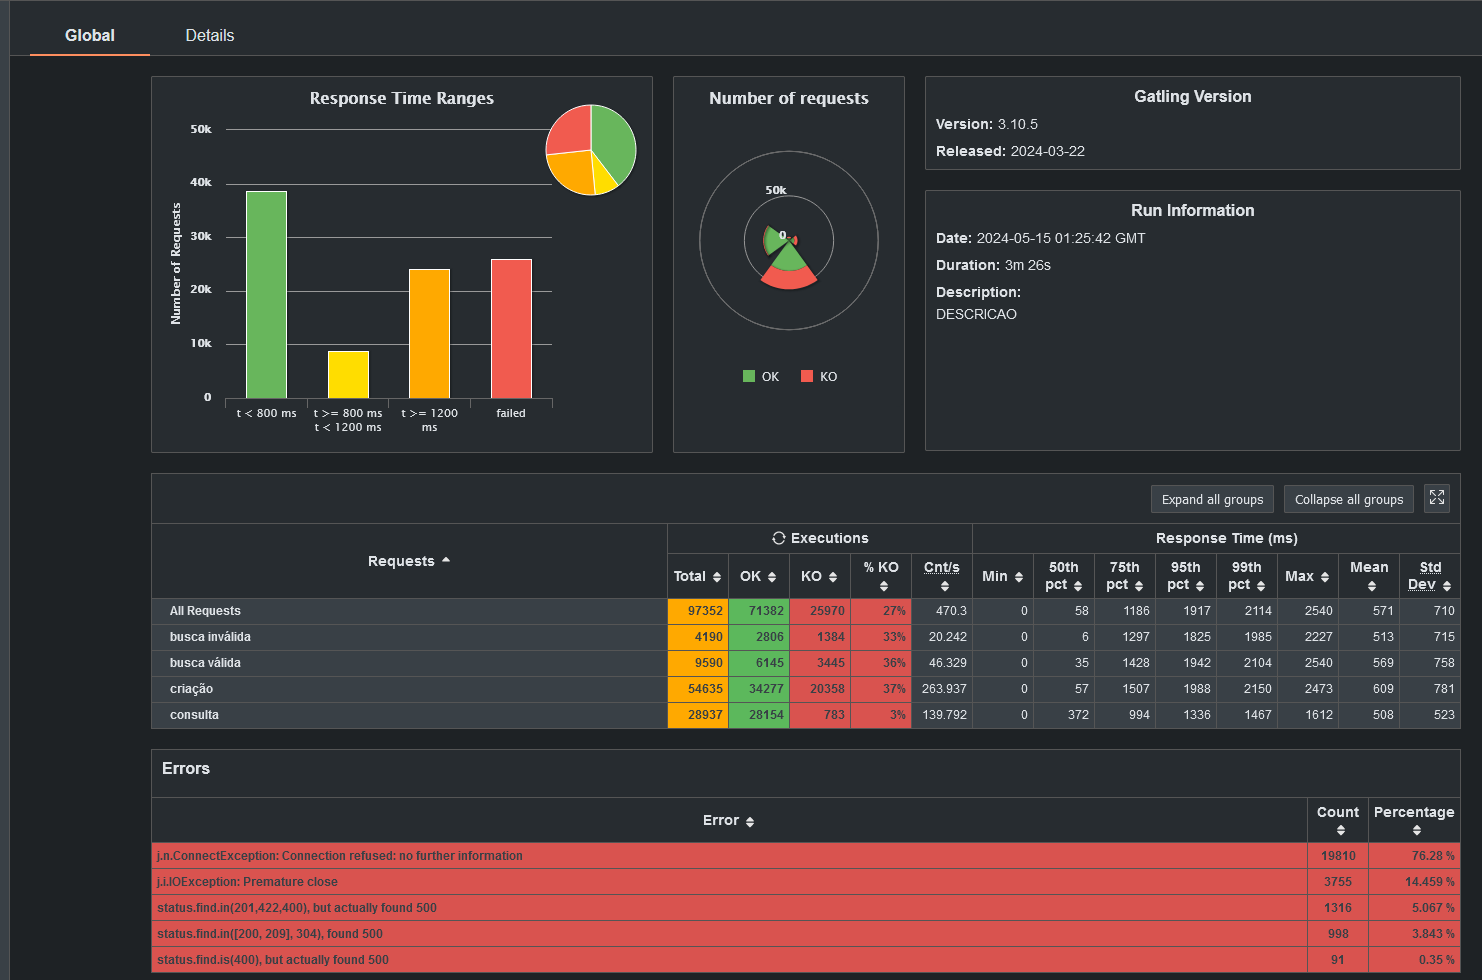 Global
Details
Response Time Ranges
50k
40k
30k
20k
10k
0
Number of Requests
t < 800 ms
t >= 800 ms
t < 1200 ms
t >= 1200
ms
failed
Number of requests
50k
0
OK
KO
Gatling Version
Version: 3.10.5
Released: 2024-03-22
Run Information
Date: 2024-05-15 01:25:42 GMT
Duration: 3m 26s
Description:
DESCRICAO
Expand all groups
Collapse all groups
Requests
Executions
Response Time (ms)
Total OK KO % KO Cnt/s Min 50th pct 75th pct 95th pct 99th pct Max Mean Std Dev
All Requests 97352 71382 25970 27% 470.3 0 58 1186 1917 2114 2540 571 710
busca inválida 4190 2806 1384 33% 20.242 0 6 1297 1825 1985 2227 513 715
busca válida 9590 6145 3445 36% 46.329 0 35 1428 1942 2104 2540 569 758
criação 54635 34277 20358 37% 263.937 0 57 1507 1988 2150 2473 609 781
consulta 28937 28154 783 3% 139.792 0 372 994 1336 1467 1612 508 523
Errors
Error Count Percentage
j.n.ConnectException: Connection refused: no further information 19810 76.28 %
j.i.IOException: Premature close 3755 14.459 %
status.find.in(201,422,400), but actually found 500 1316 5.067 %
status.find.in([200, 209], 304), found 500 998 3.843 %
status.find.is(400), but actually found 500 91 0.35 %